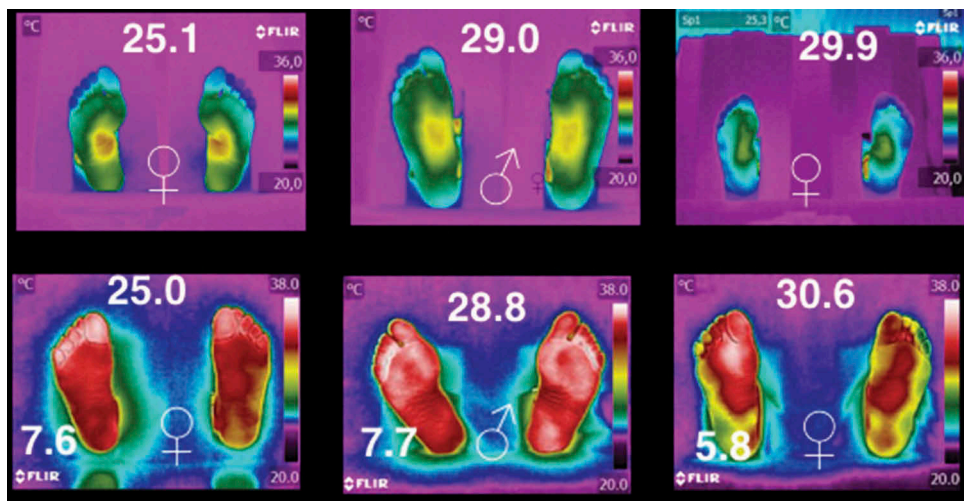 °C 25.1 FLIR
36,0
20,0
°C 29.0 FLIR
36,0
20,0
Sp1 25,3 °C
29.9 FLIR
36,0
20,0
°C 25.0 38.0
7.6
FLIR 20.0
°C 28.8 38.0
7.7
FLIR 20.0
°C 30.6 38.0
5.8
FLIR 20.0